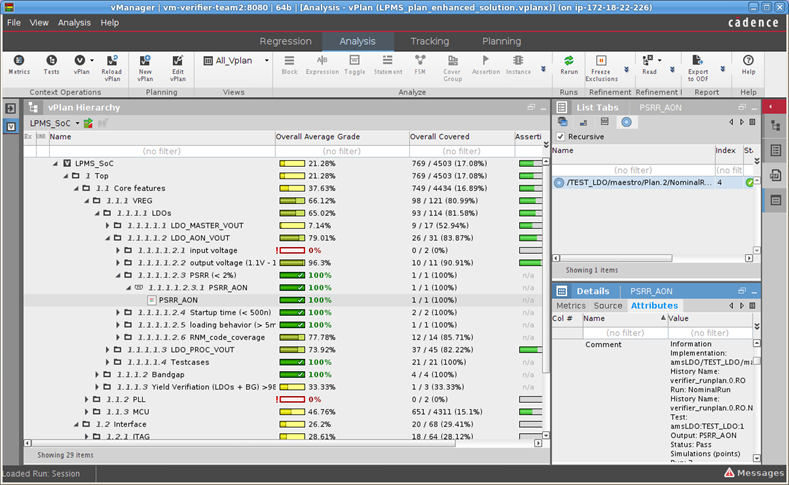 vManager | vm-verifier-team2:8080 | 64b | [Analysis - vPlan (LPMS_plan_enhanced_solution.vplanx)] (on ip-172-18-22-226)
File View Analysis Help
cadence
Regression Analysis Tracking Planning
Metrics Tests vPlan Reload vPlan New vPlan Edit vPlan All_Vplan Block Expression Toggle Statement FSM Cover Group Assertion Instance Rerun Freeze Exclusions Read Export to ODF Help
Context Operations Planning Views Analyze Runs Refinement Refinement I Report Help
vPlan Hierarchy
LPMS_SoC
Ex UNR Name Overall Average Grade Overall Covered Asserti
(no filter) (no filter) (no filter)
LPMS_SoC 21.28% 769 / 4503 (17.08%)
1 Top 21.28% 769 / 4503 (17.08%)
1.1 Core features 37.63% 749 / 4434 (16.89%)
1.1.1 VREG 66.12% 98 / 121 (80.99%)
1.1.1.1 LDOs 65.02% 93 / 114 (81.58%)
1.1.1.1.1 LDO_MASTER_VOUT 7.14% 9 / 17 (52.94%)
1.1.1.1.2 LDO_AON_VOUT 79.01% 26 / 31 (83.87%)
1.1.1.1.2.1 input voltage 0% 0 / 2 (0%)
1.1.1.1.2.2 output voltage (1.1V - 1 96.3% 10 / 11 (90.91%)
1.1.1.1.2.3 PSRR (< 2%) 100% 1 / 1 (100%) n/a
1.1.1.1.2.3.1 PSRR_AON 100% 1 / 1 (100%) n/a
PSRR_AON 100% 1 / 1 (100%) n/a
1.1.1.1.2.4 Startup time (< 500n) 100% 2 / 2 (100%) n/a
1.1.1.1.2.5 loading behavior (> 5m 100% 1 / 1 (100%) n/a
1.1.1.1.2.6 RNM_code_coverage 77.78% 12 / 14 (85.71%) n/a
1.1.1.1.3 LDO_PROC_VOUT 73.92% 37 / 45 (82.22%)
1.1.1.1.4 Testcases 100% 21 / 21 (100%) n/a
1.1.1.2 Bandgap 100% 4 / 4 (100%) n/a
1.1.1.3 Yield Verifiation (LDOs + BG) >98 33.33% 1 / 3 (33.33%) n/a
1.1.2 PLL 0% 0 / 2 (0%)
1.1.3 MCU 46.76% 651 / 4311 (15.1%)
1.2 Interface 26.2% 20 / 68 (29.41%)
1.2.1 JTAG 28.61% 18 / 64 (28.12%)
Showing 29 items
Loaded Run: Session
List Tabs PSRR_AON
Recursive
Name Index Sta
(no filter) (no filter)
/TEST_LDO/maestro/Plan.2/NominalR... 4
Showing 1 items
Details PSRR_AON
Metrics Source Attributes
Col # Name Value
(no filter) (no filter)
Comment Information
Implementation:
amsLDO/TEST_LDO/ma
History Name:
verifier_runplan.0.RO
Run: NominalRun
History Name:
verifier_runplan.0.RO.N
Test:
amsLDO:TEST_LDO:1
Output: PSRR_AON
Status: Pass
Simulations (points)
Messages